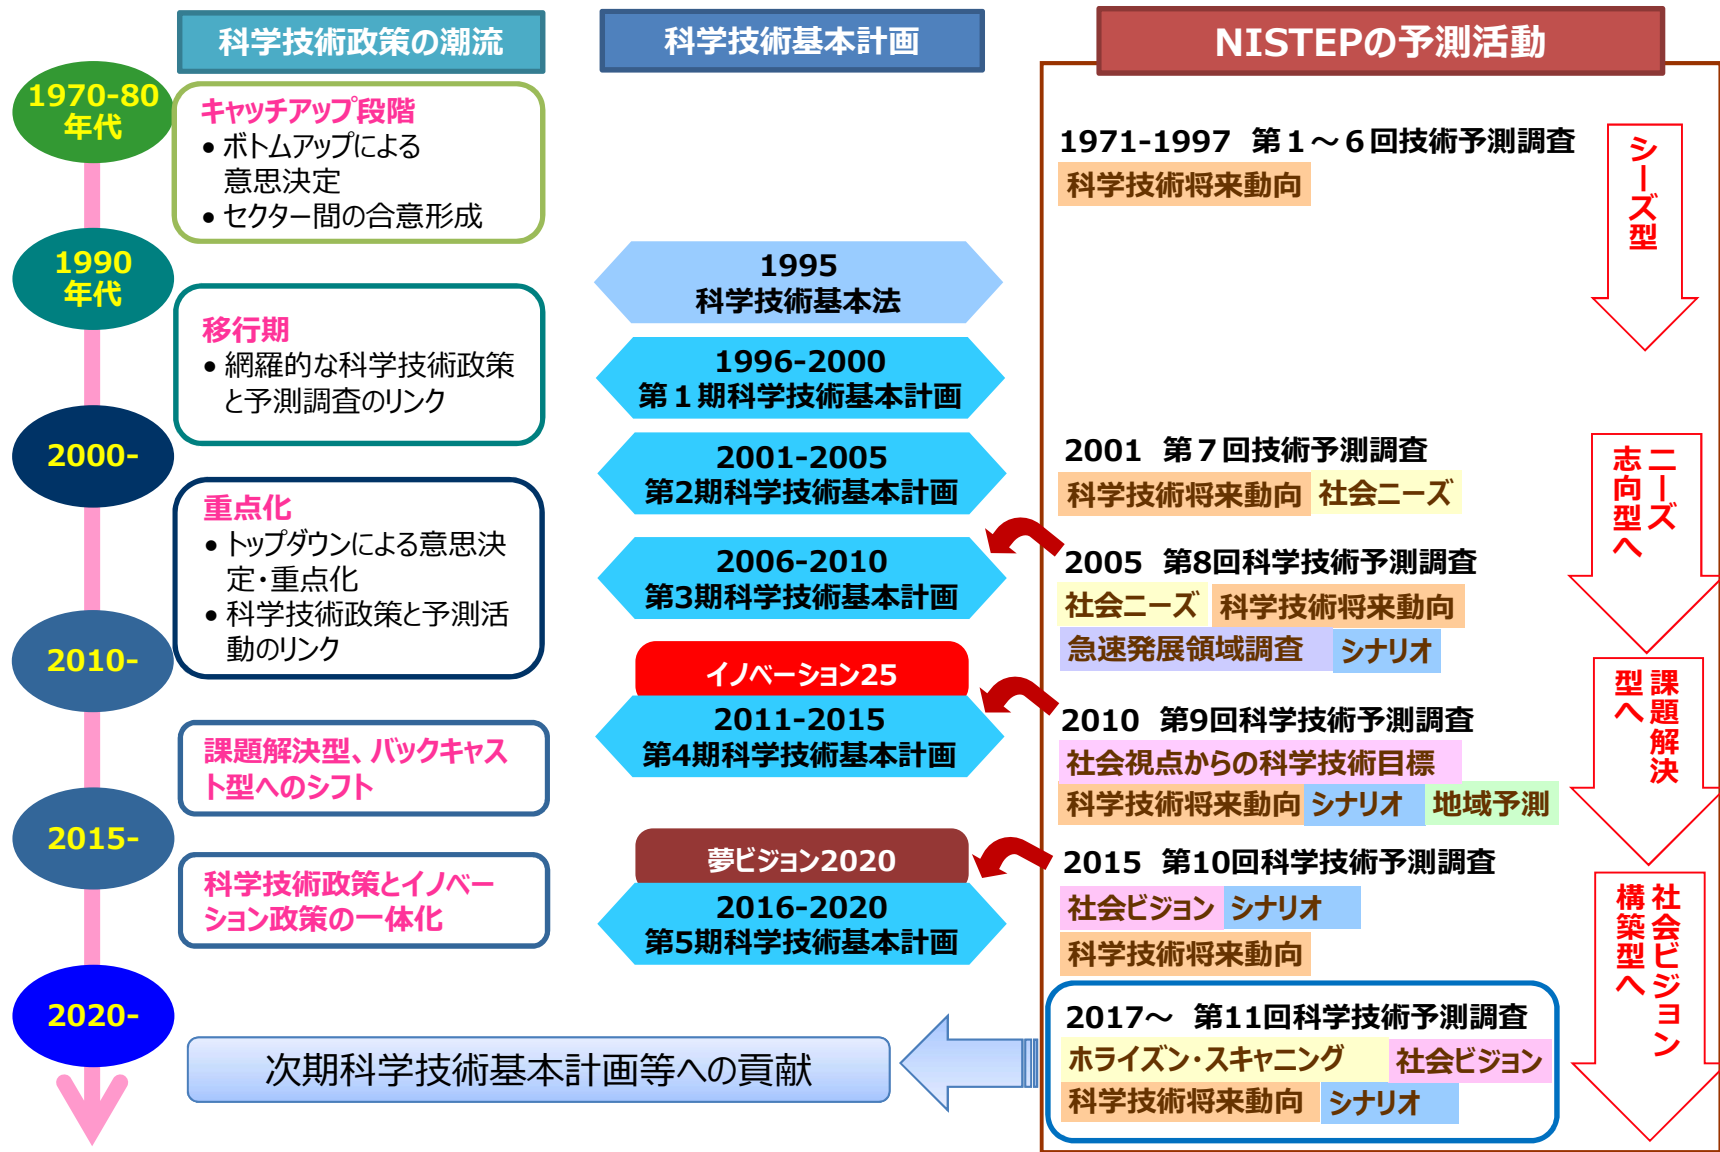 科学技術政策の潮流
科学技術基本計画
NISTEPの予測活動
1970-80
年代
キャッチアップ段階
• ボトムアップによる
意思決定
• セクター間の合意形成
1990
年代
移行期
• 網羅的な科学技術政策
と予測調査のリンク
2000-
重点化
• トップダウンによる意思決
定・重点化
• 科学技術政策と予測活
動のリンク
2010-
課題解決型、バックキャス
ト型へのシフト
2015-
科学技術政策とイノベー
ション政策の一体化
2020-
1995
科学技術基本法
1996-2000
第１期科学技術基本計画
2001-2005
第2期科学技術基本計画
2006-2010
第3期科学技術基本計画
イノベーション25
2011-2015
第4期科学技術基本計画
夢ビジョン2020
2016-2020
第5期科学技術基本計画
次期科学技術基本計画等への貢献
1971-1997 第１～６回技術予測調査
科学技術将来動向
2001 第７回技術予測調査
科学技術将来動向 社会ニーズ
2005 第8回科学技術予測調査
社会ニーズ 科学技術将来動向
急速発展領域調査 シナリオ
2010 第9回科学技術予測調査
社会視点からの科学技術目標
科学技術将来動向 シナリオ 地域予測
2015 第10回科学技術予測調査
社会ビジョン シナリオ
科学技術将来動向
2017～ 第11回科学技術予測調査
ホライズン・スキャニング 社会ビジョン
科学技術将来動向 シナリオ
シーズ型
ニーズ
志向型へ
課題解決
型へ
社会ビジョン
構築型へ